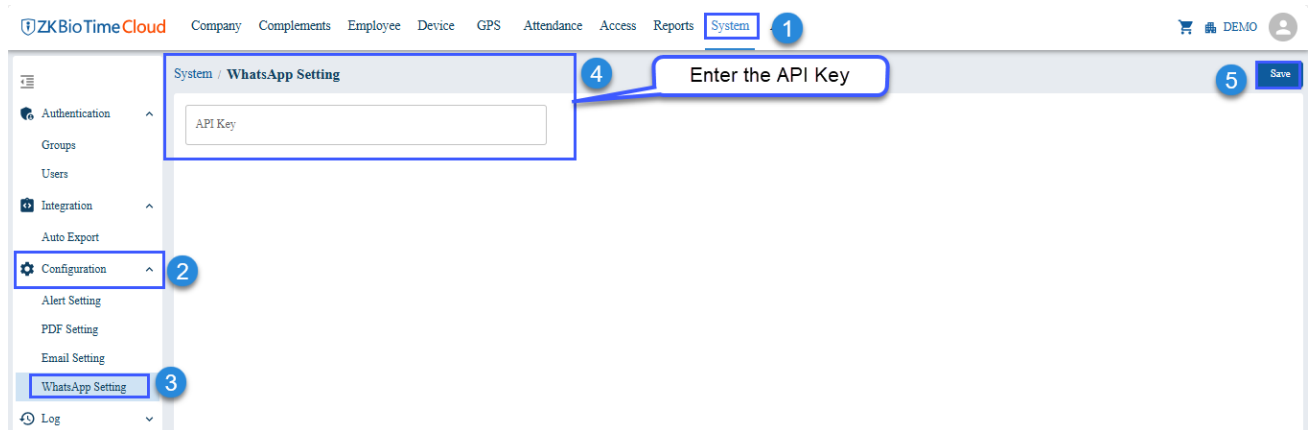 ZKBioTime Cloud Company Complements Employee Device GPS Attendance Access Reports System 1 DEMO
System / WhatsApp Setting 4 Enter the API Key 5 Save
API Key
Authentication
Groups
Users
Integration
Auto Export
Configuration 2
Alert Setting
PDF Setting
Email Setting
WhatsApp Setting 3
Log